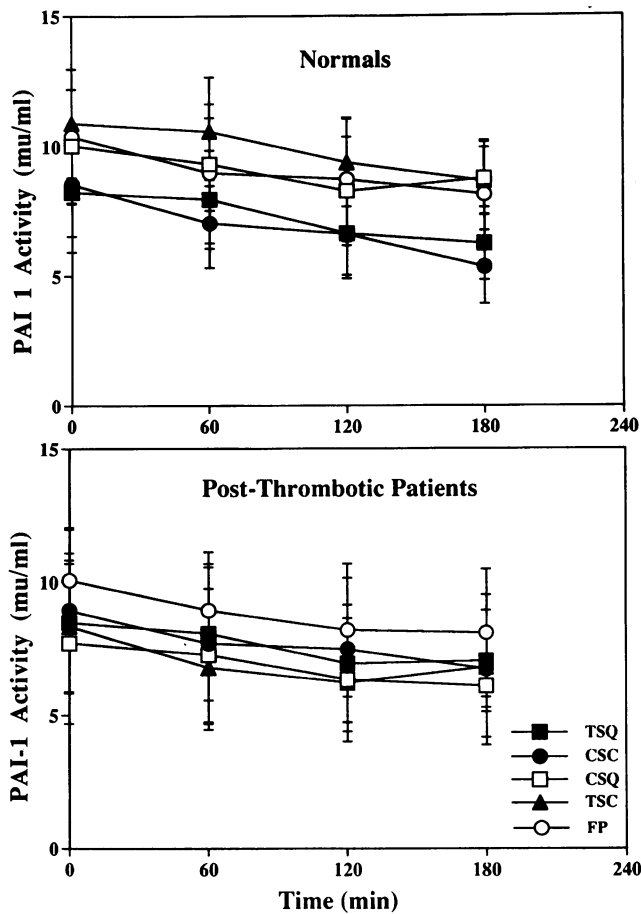 15
Normals
10
5
0
PAI 1 Activity (mu/ml)
0 60 120 180 240
15
Post-Thrombotic Patients
10
5
0
PAI-1 Activity (mu/ml)
TSQ
CSC
CSQ
TSC
FP
0 60 120 180 240
Time (min)